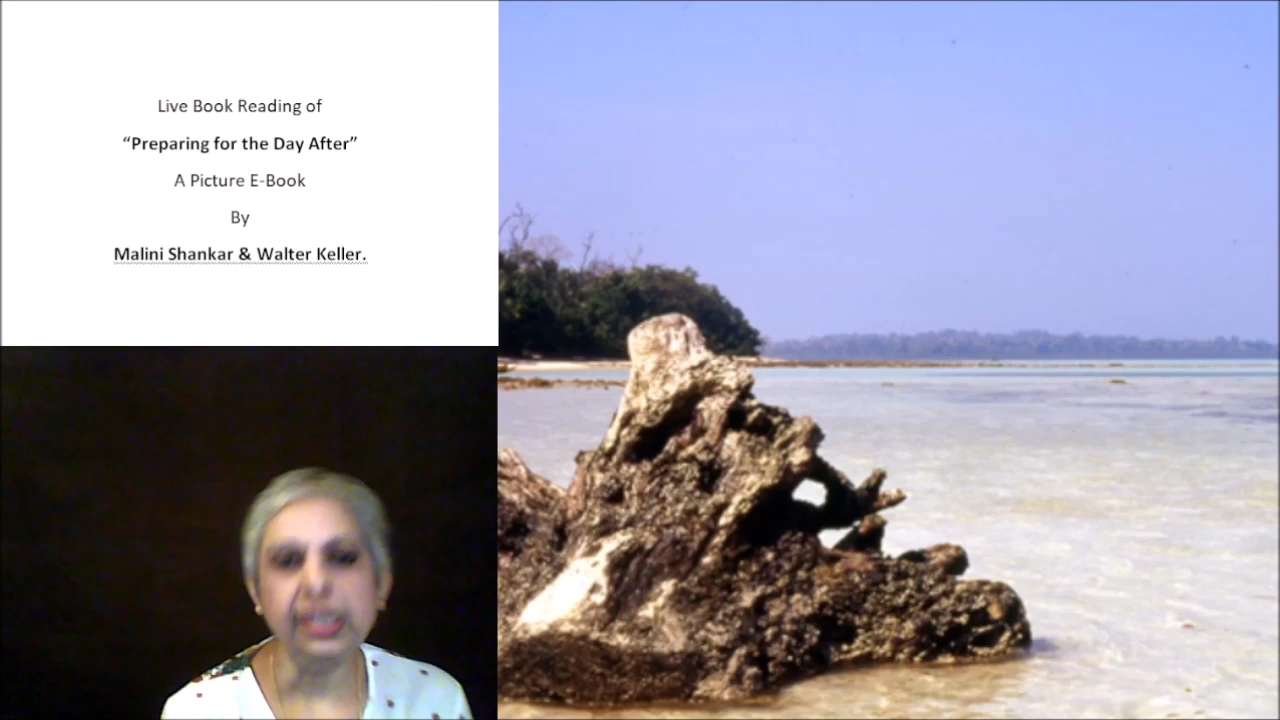 Live Book Reading of
“Preparing for the Day After”
A Picture E-Book
By
Malini Shankar & Walter Keller.